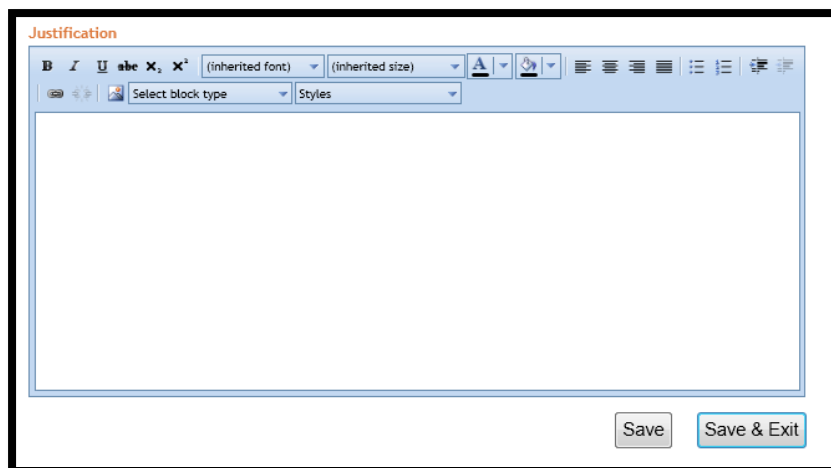 Justification
B I U abc X₂ X² (inherited font) (inherited size) A
Select block type Styles
Save Save & Exit